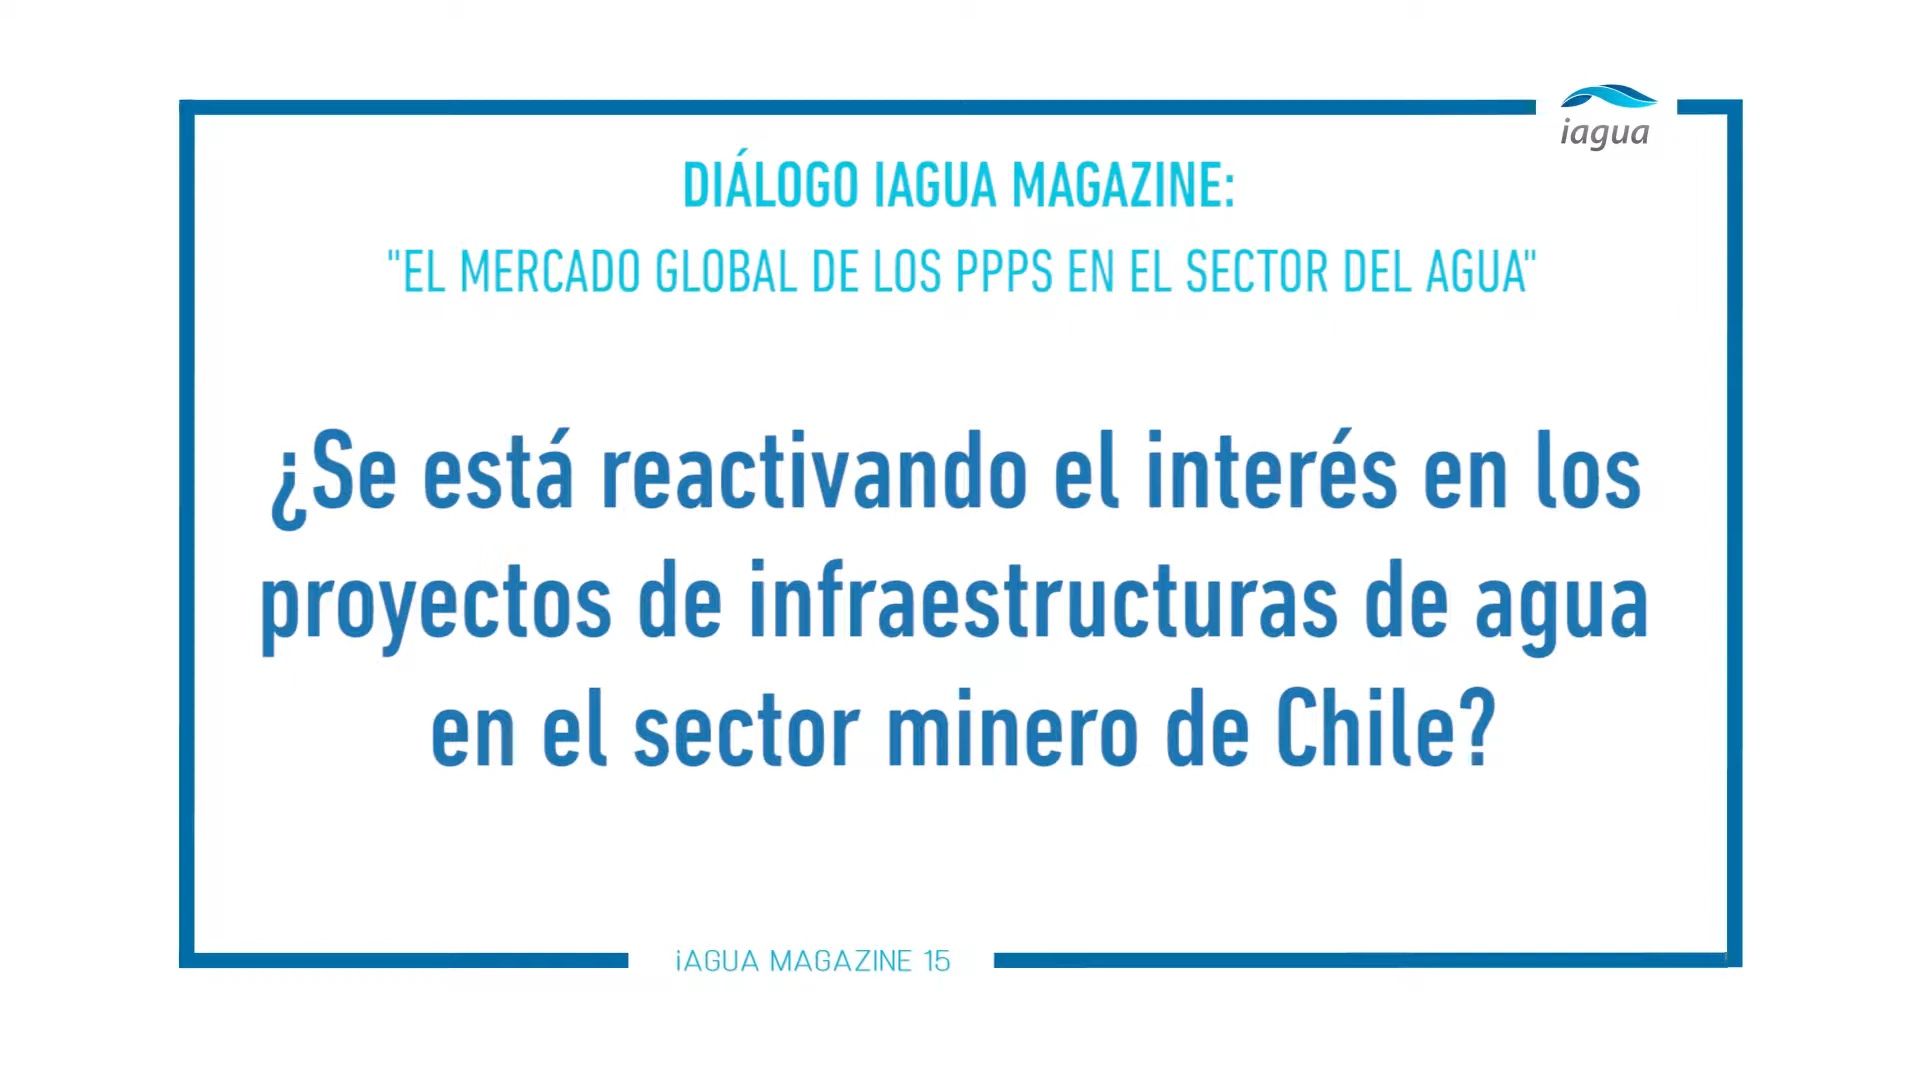 iagua
DIÁLOGO IAGUA MAGAZINE:
"EL MERCADO GLOBAL DE LOS PPPS EN EL SECTOR DEL AGUA"
¿Se está reactivando el interés en los
proyectos de infraestructuras de agua
en el sector minero de Chile?
iAGUA MAGAZINE 15